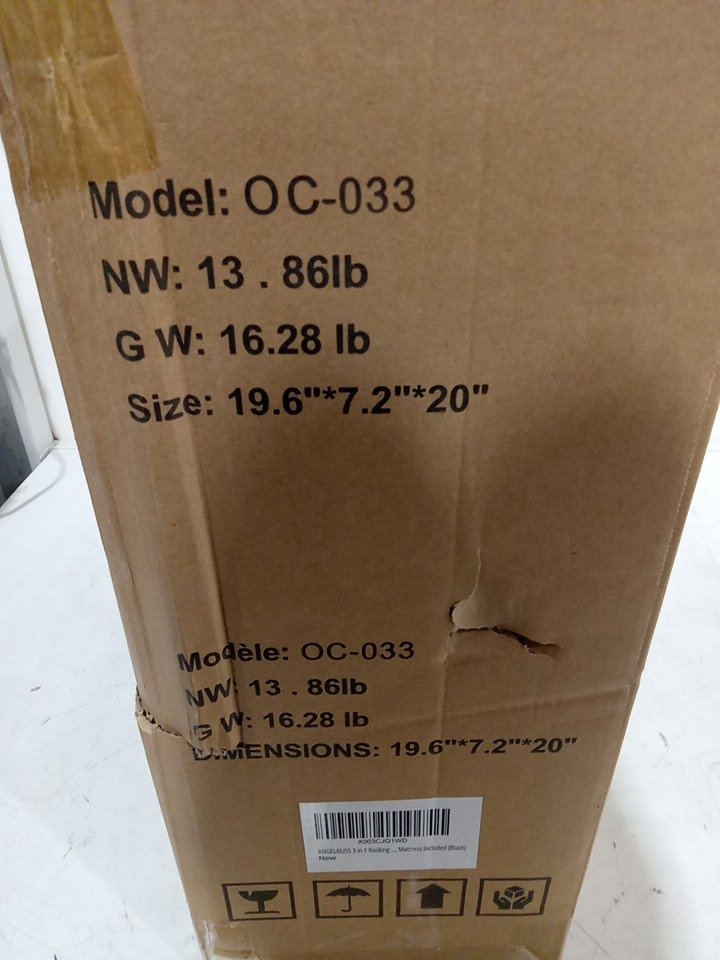 Model: OC-033
NW: 13 . 86lb
G W: 16.28 lb
Size: 19.6"*7.2"*20"
Modèle: OC-033
NW: 13 . 86lb
G W: 16.28 lb
DIMENSIONS: 19.6"*7.2"*20"
X003CJO1WD
ANGELBLISS 3 in 1 Rocking ... Mattress Included (Black)
New